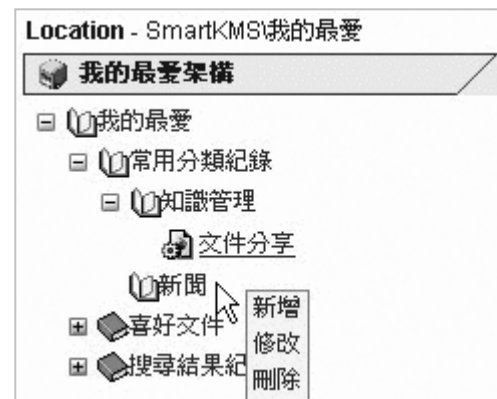 Location - SmartKMS\我的最愛
我的最愛架構
我的最愛
常用分類紀錄
知識管理
文件分享
新聞
新增
喜好文件
修改
搜尋結果紀
刪除